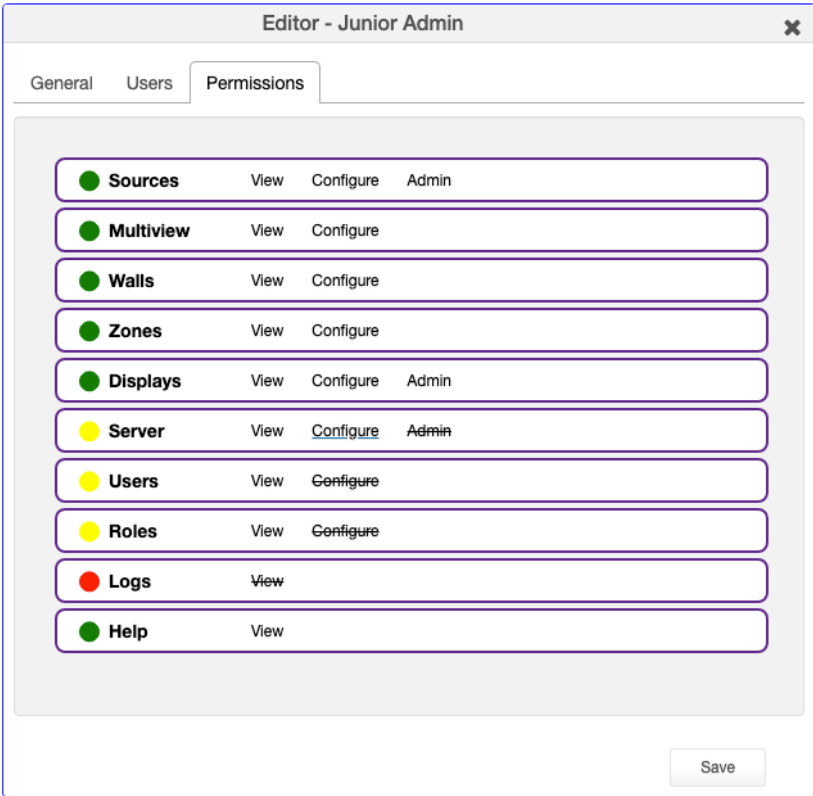 Editor - Junior Admin
General Users Permissions
Sources View Configure Admin
Multiview View Configure
Walls View Configure
Zones View Configure
Displays View Configure Admin
Server View Configure Admin
Users View Configure
Roles View Configure
Logs View
Help View
Save